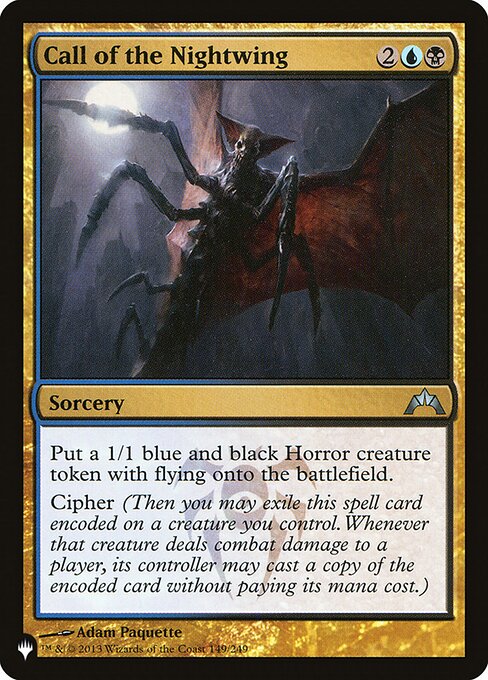 Call of the Nightwing 2
Sorcery
Put a 1/1 blue and black Horror creature
token with flying onto the battlefield.
Cipher (Then you may exile this spell card
encoded on a creature you control. Whenever
that creature deals combat damage to a
player, its controller may cast a copy of the
encoded card without paying its mana cost.)
Adam Paquette
™ & © 2013 Wizards of the Coast 149/249